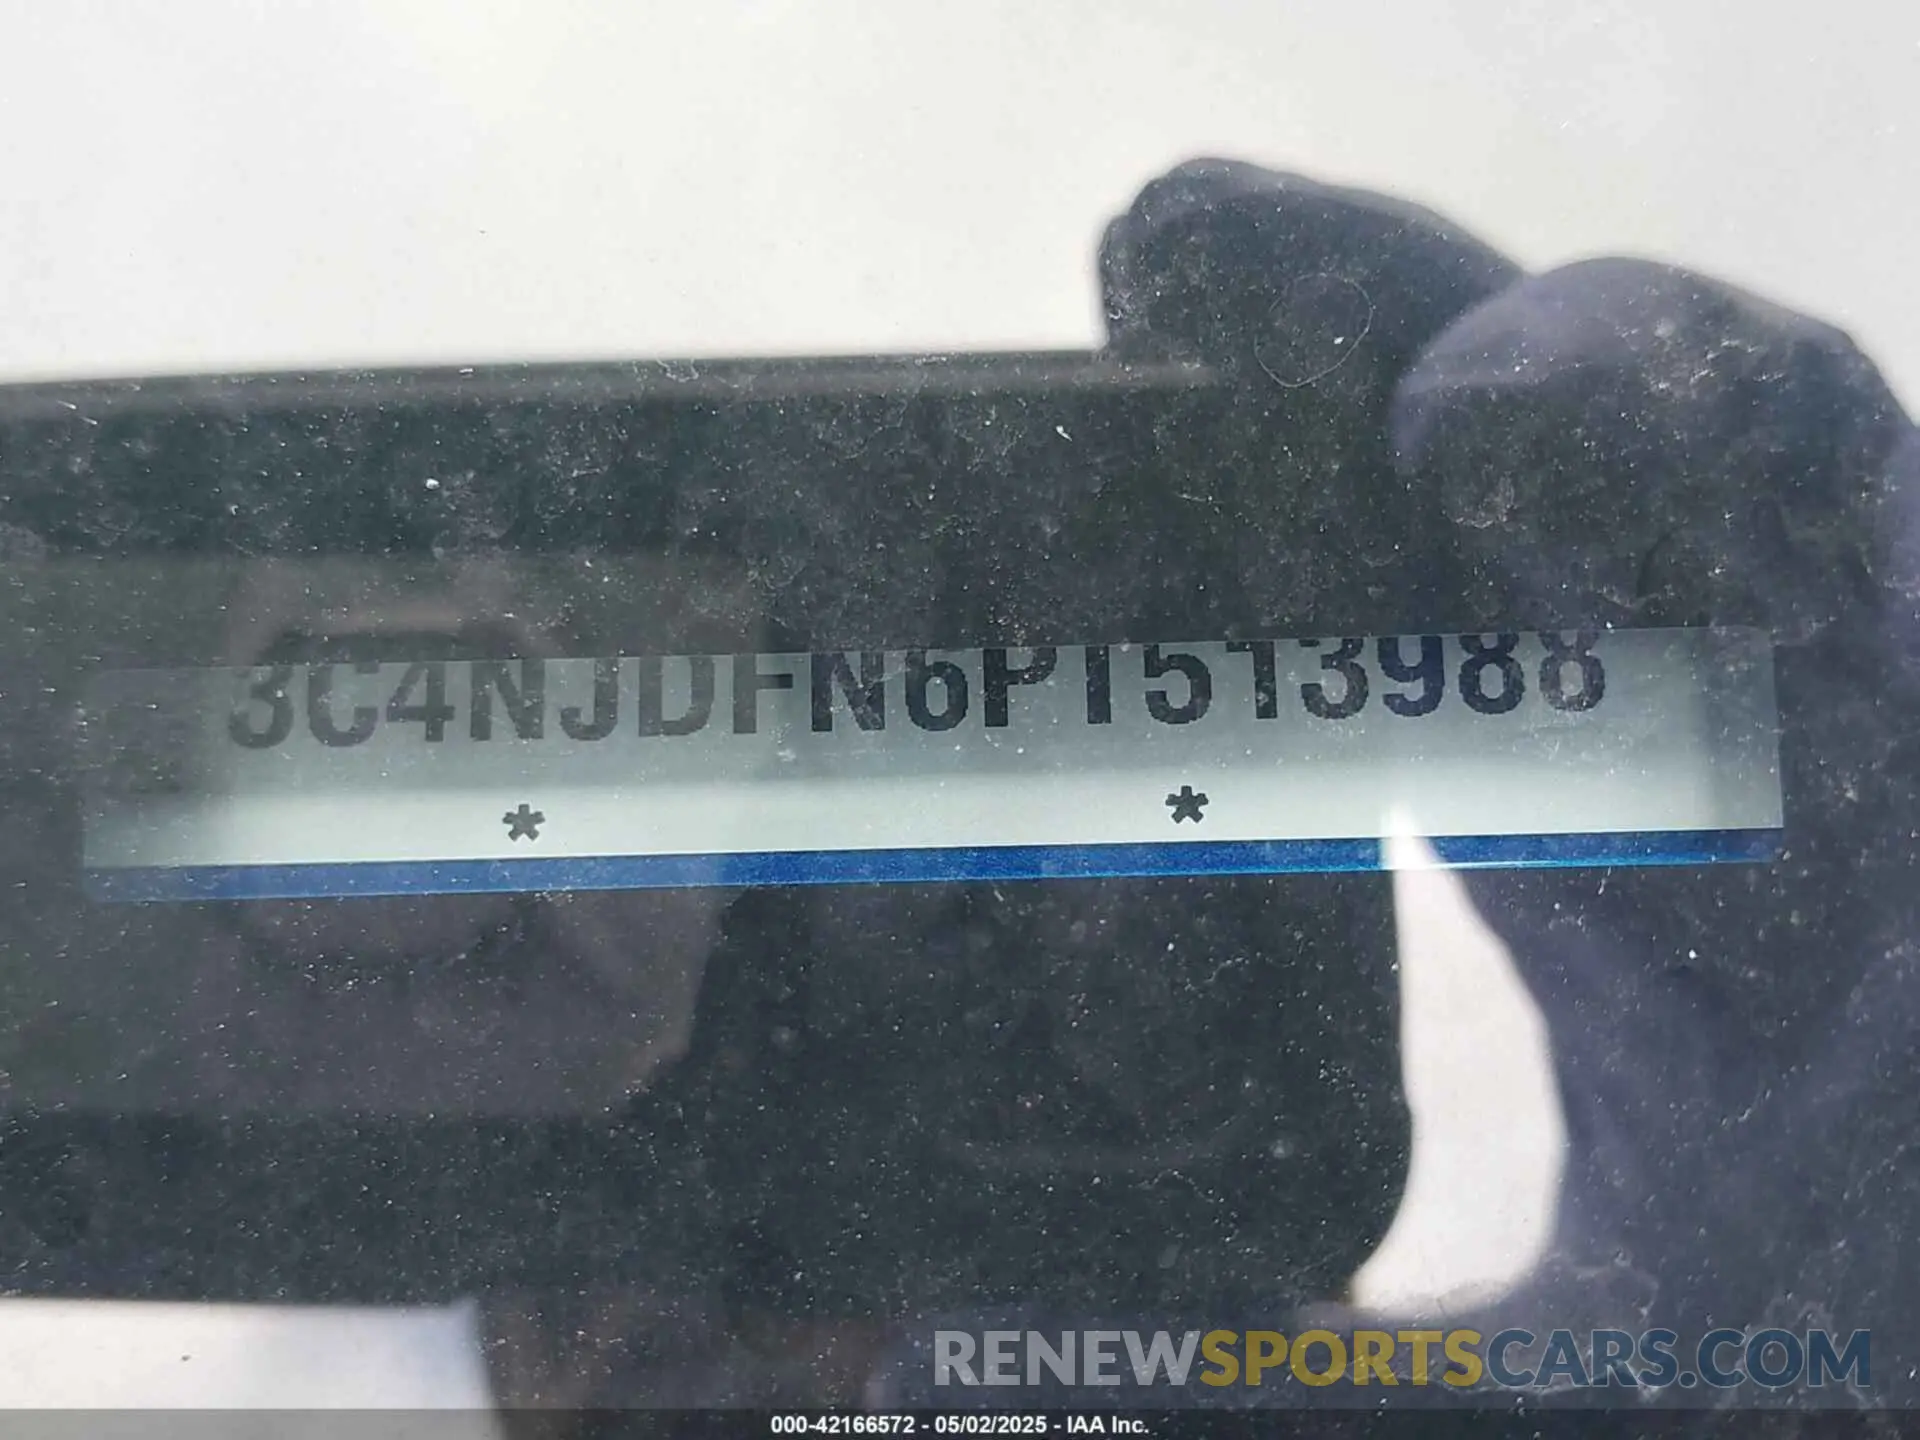 3C4NJDFN6PT513988
* *
RENEWSPORTSCARS.COM
000-42166572 - 05/02/2025 - IAA Inc.